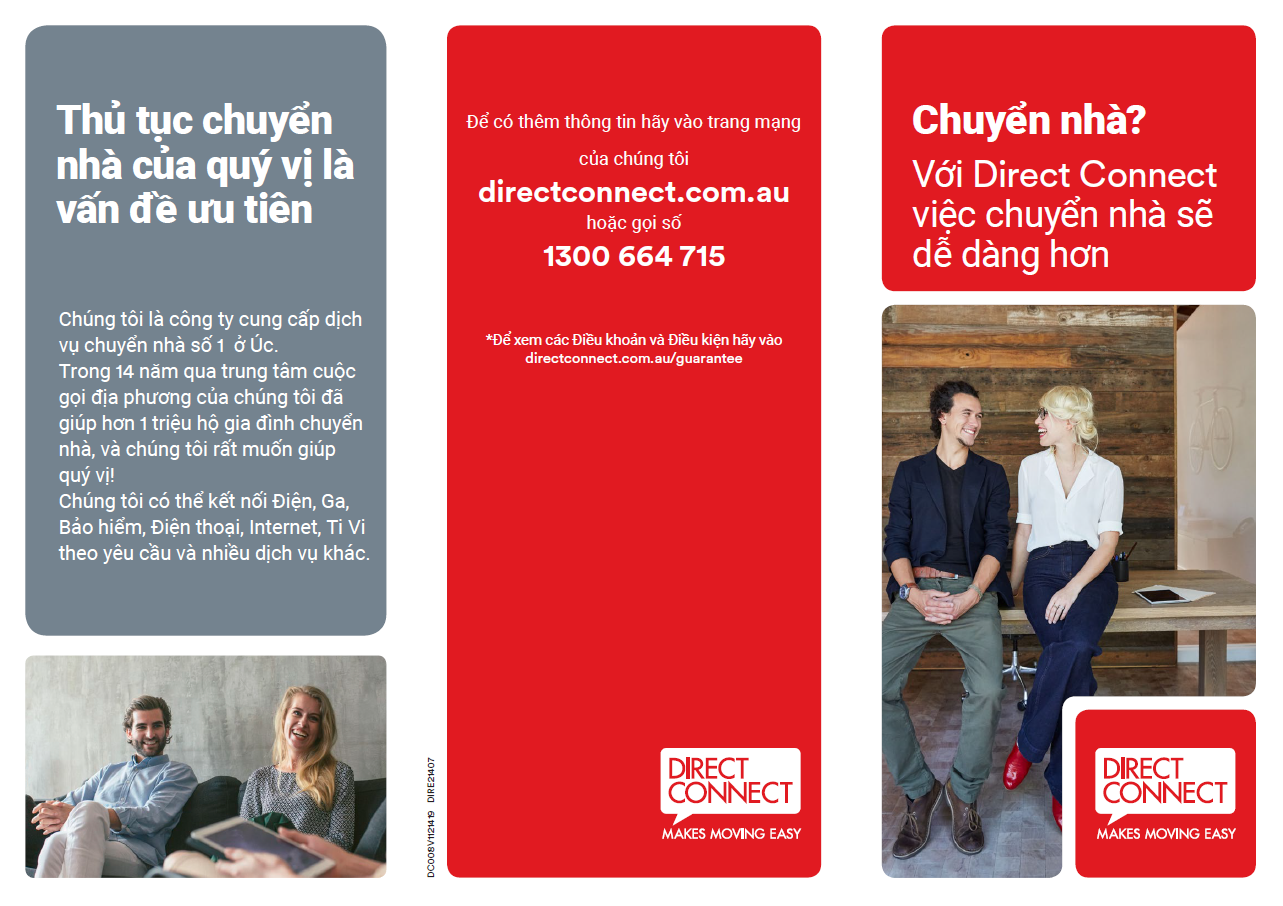 Thủ tục chuyển
nhà của quý vị là
vấn đề ưu tiên
Chúng tôi là công ty cung cấp dịch
vụ chuyển nhà số 1 ở Úc.
Trong 14 năm qua trung tâm cuộc
gọi địa phương của chúng tôi đã
giúp hơn 1 triệu hộ gia đình chuyển
nhà, và chúng tôi rất muốn giúp
quý vị!
Chúng tôi có thể kết nối Điện, Ga,
Bảo hiểm, Điện thoại, Internet, Ti Vi
theo yêu cầu và nhiều dịch vụ khác.
DC008V1121419 DIRE21407
Để có thêm thông tin hãy vào trang mạng
của chúng tôi
directconnect.com.au
hoặc gọi số
1300 664 715
*Để xem các Điều khoản và Điều kiện hãy vào
directconnect.com.au/guarantee
DIRECT
CONNECT
MAKES MOVING EASY
Chuyển nhà?
Với Direct Connect
việc chuyển nhà sẽ
dễ dàng hơn
DIRECT
CONNECT
MAKES MOVING EASY